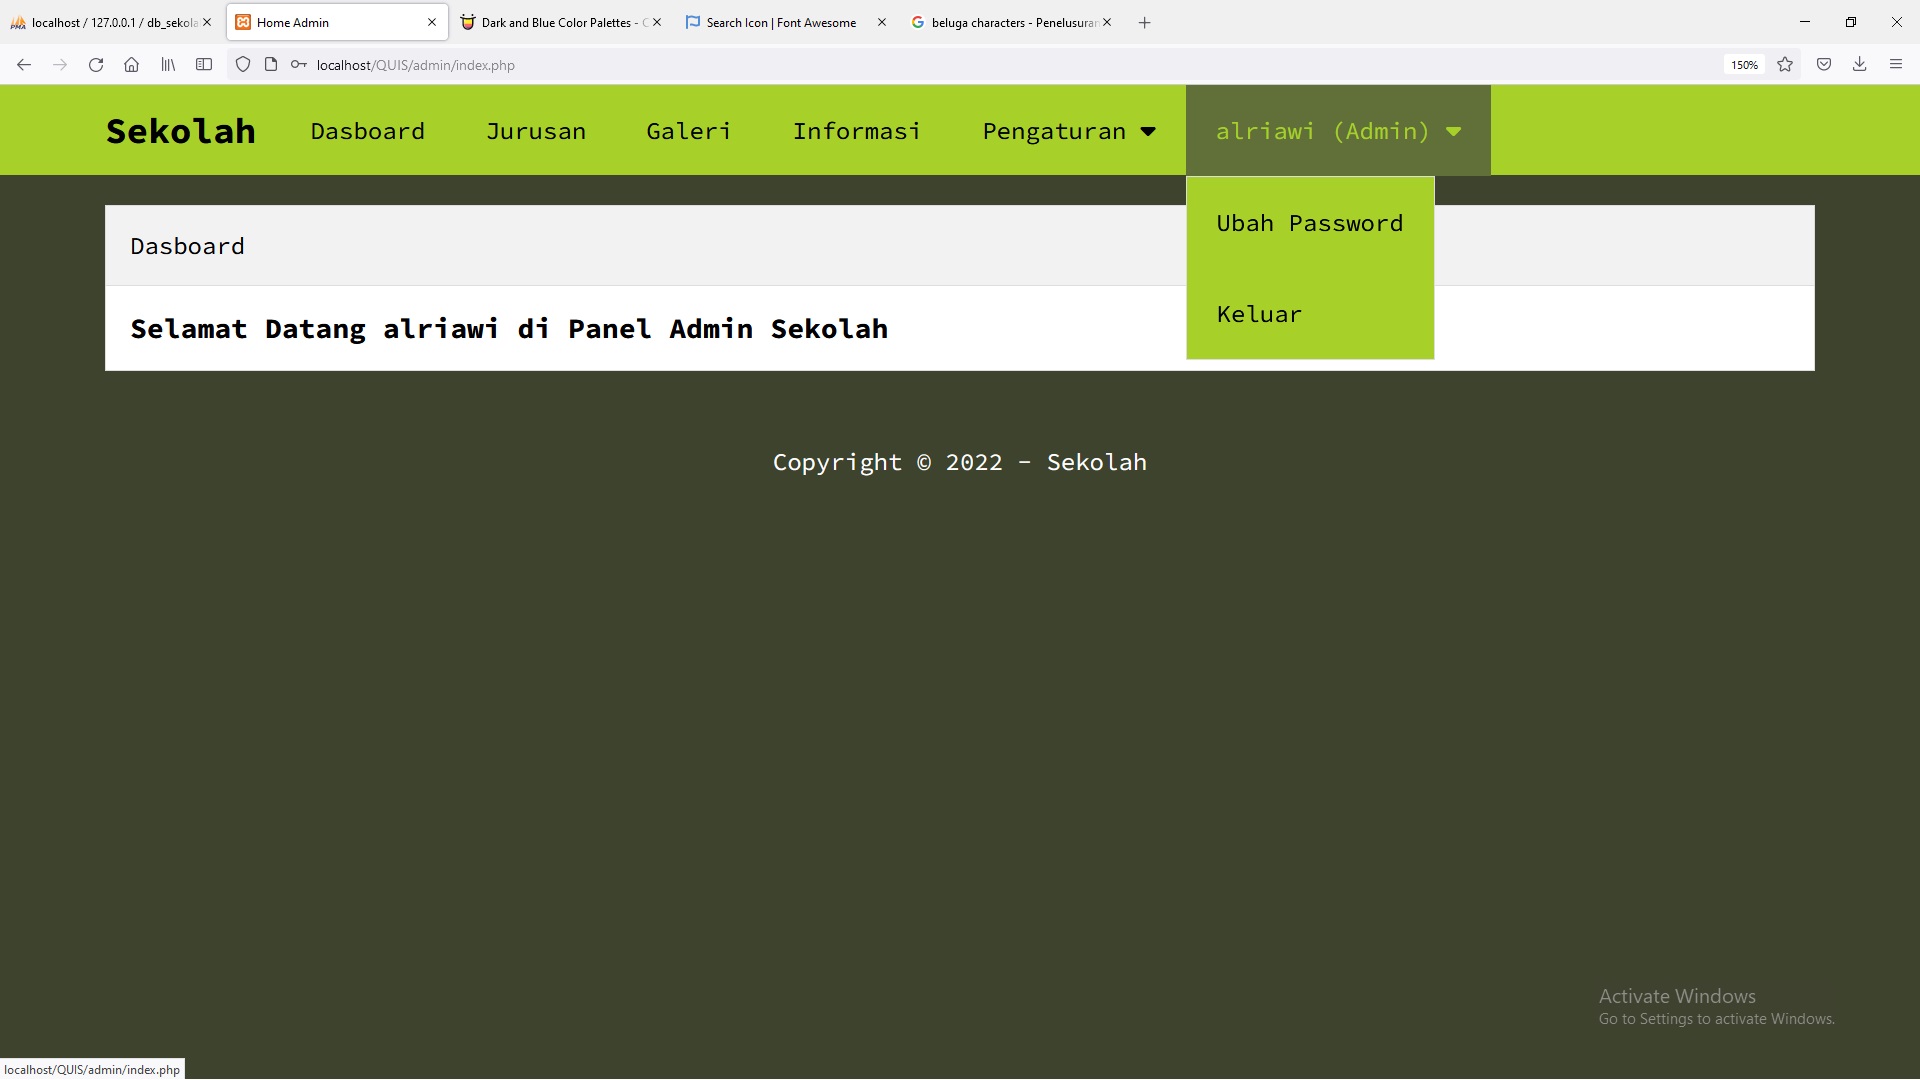 localhost / 127.0.0.1 / db_sekola
Home Admin
Dark and Blue Color Palettes - C
Search Icon | Font Awesome
beluga characters - Penelusuran
localhost/QUIS/admin/index.php
150%
Sekolah Dasboard Jurusan Galeri Informasi Pengaturan alriawi (Admin)
Ubah Password
Keluar
Dasboard
Selamat Datang alriawi di Panel Admin Sekolah
Copyright © 2022 - Sekolah
Activate Windows
Go to Settings to activate Windows.
localhost/QUIS/admin/index.php